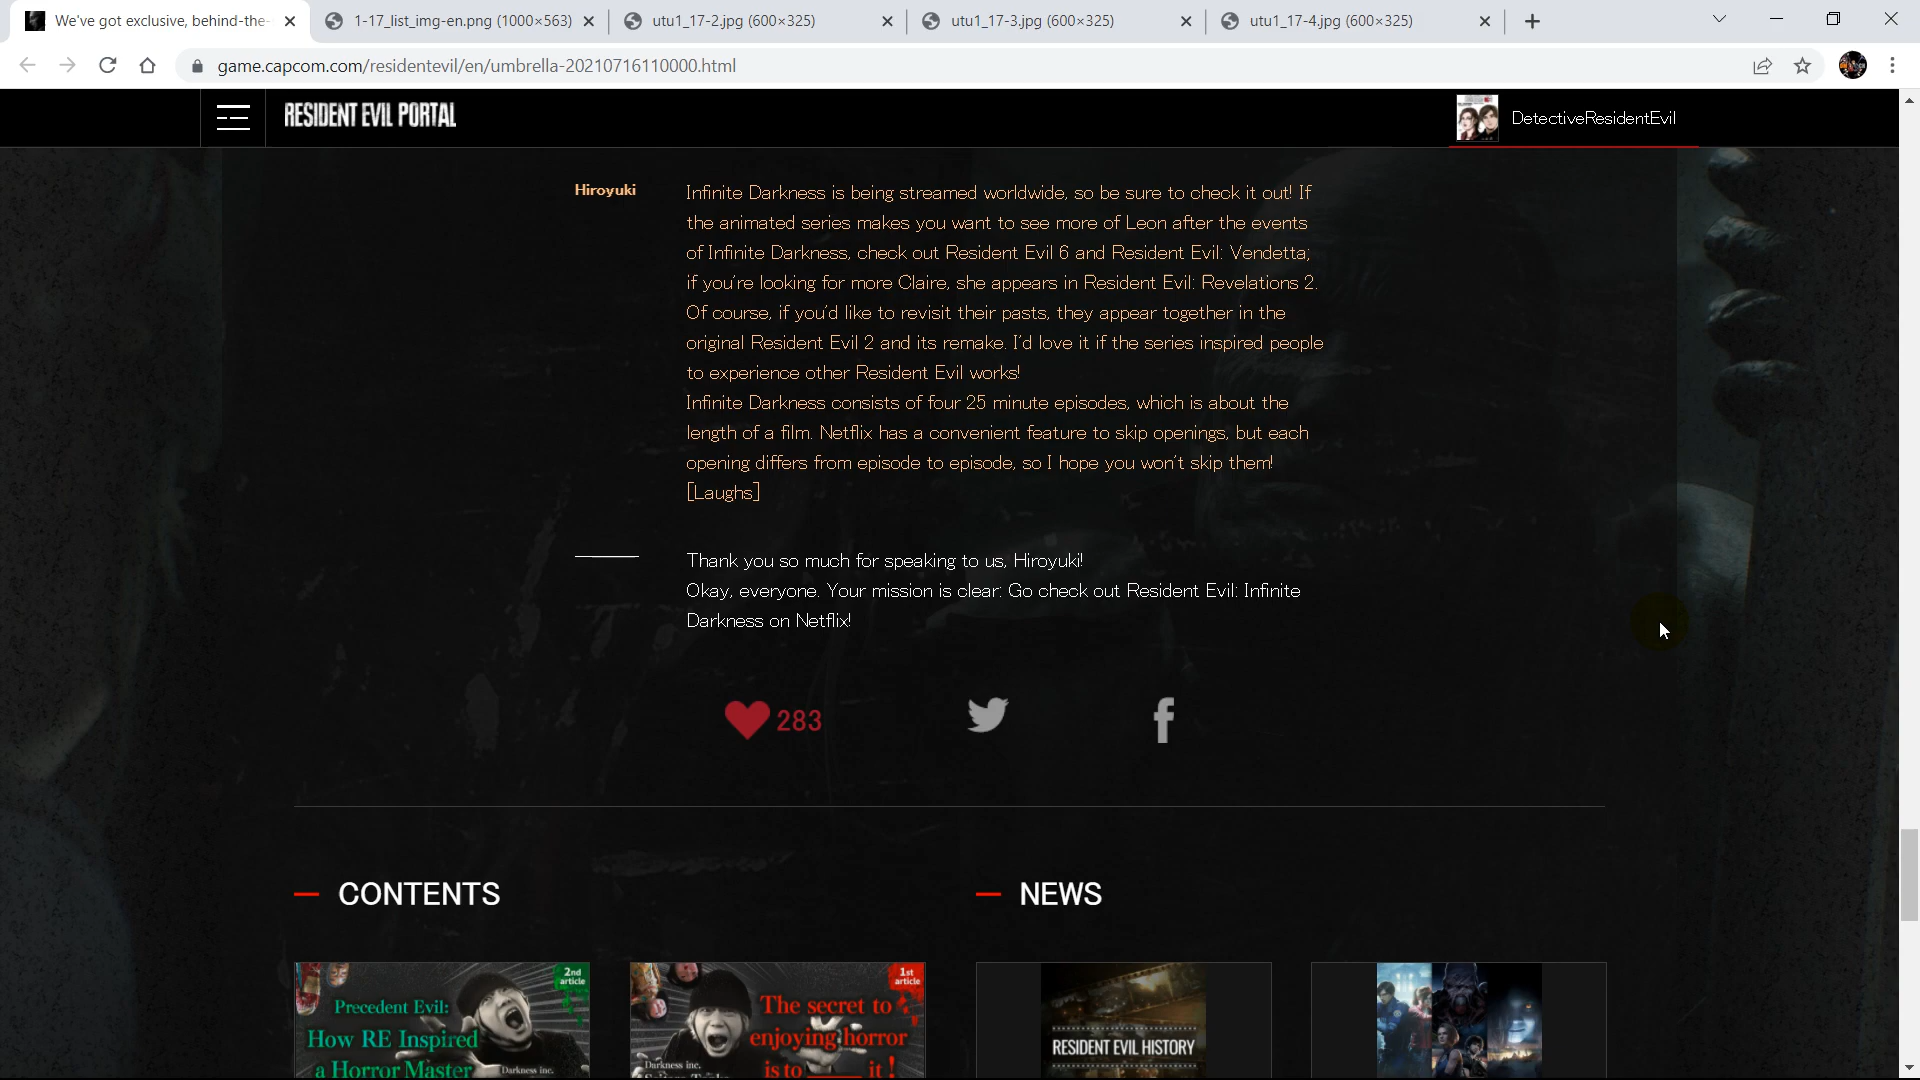 We've got exclusive, behind-the-
1-17_list_img-en.png (1000×563)
utu1_17-2.jpg (600×325)
utu1_17-3.jpg (600×325)
utu1_17-4.jpg (600×325)
game.capcom.com/residentevil/en/umbrella-20210716110000.html
RESIDENT EVIL PORTAL
DetectiveResidentEvil
Hiroyuki
Infinite Darkness is being streamed worldwide, so be sure to check it out! If
the animated series makes you want to see more of Leon after the events
of Infinite Darkness, check out Resident Evil 6 and Resident Evil: Vendetta;
if you're looking for more Claire, she appears in Resident Evil: Revelations 2.
Of course, if you'd like to revisit their pasts, they appear together in the
original Resident Evil 2 and its remake. I'd love it if the series inspired people
to experience other Resident Evil works!
Infinite Darkness consists of four 25 minute episodes, which is about the
length of a film. Netflix has a convenient feature to skip openings, but each
opening differs from episode to episode, so I hope you won't skip them!
[Laughs]
Thank you so much for speaking to us, Hiroyuki!
Okay, everyone. Your mission is clear: Go check out Resident Evil: Infinite
Darkness on Netflix!
283
CONTENTS
NEWS
2nd
article
Precedent Evil:
How RE Inspired
a Horror Master
Darkness inc.
1st
article
The secret to
enjoying horror
is to ____ it !
Darkness inc.
RESIDENT EVIL HISTORY